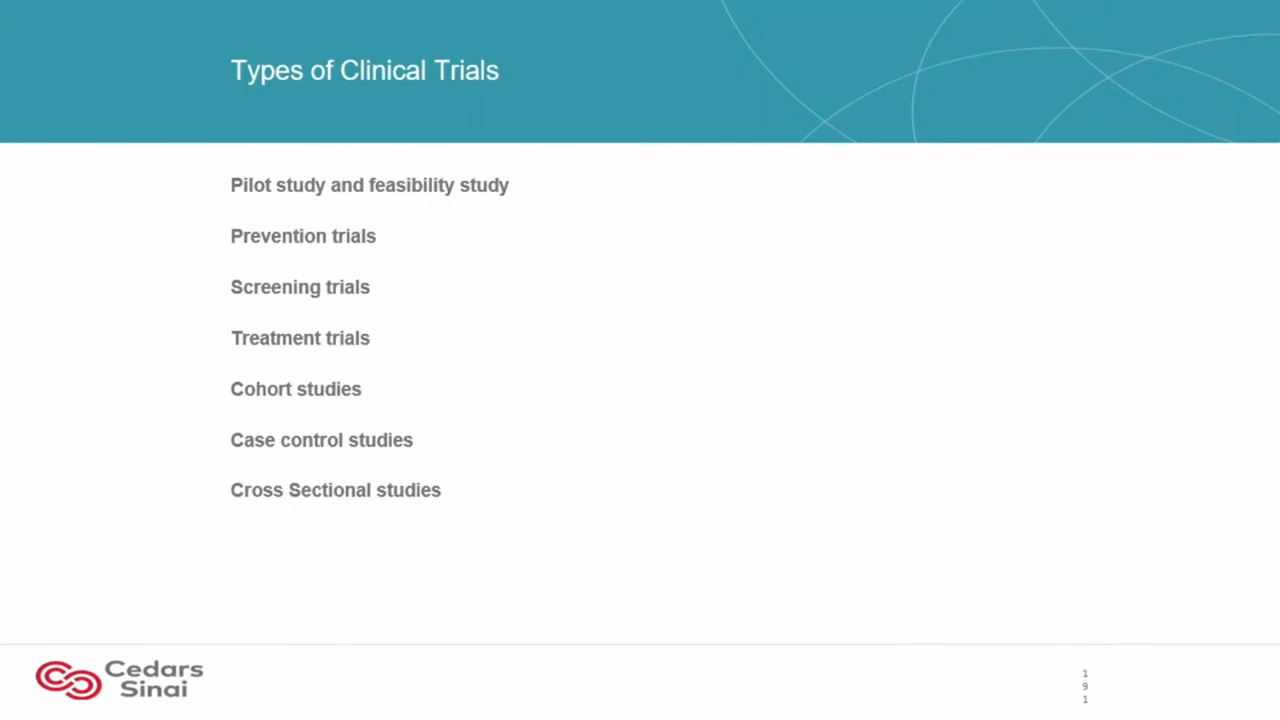 Types of Clinical Trials
Pilot study and feasibility study
Prevention trials
Screening trials
Treatment trials
Cohort studies
Case control studies
Cross Sectional studies
Cedars
Sinai
1
9
1